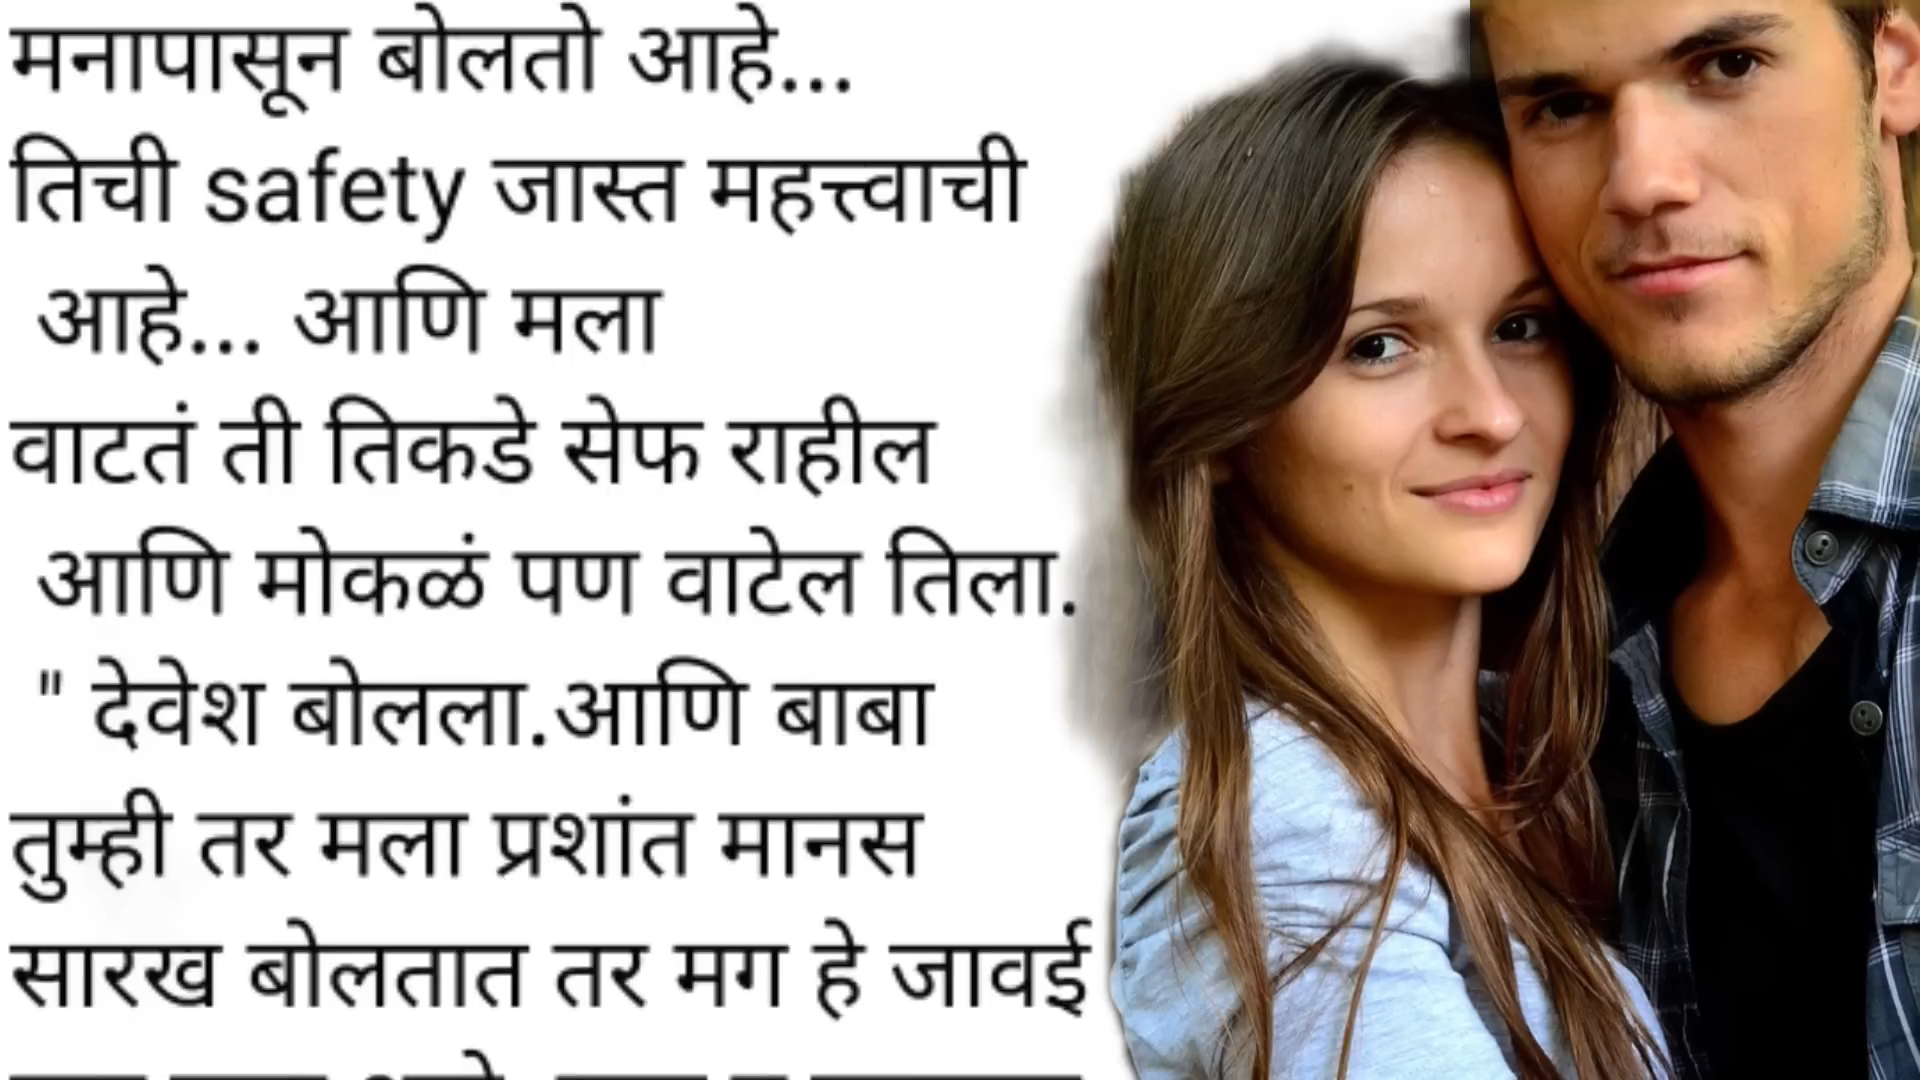 मनापासून बोलतो आहे...
तिची safety जास्त महत्त्वाची
आहे... आणि मला
वाटतं ती तिकडे सेफ राहील
आणि मोकळं पण वाटेल तिला.
" देवेश बोलला.आणि बाबा
तुम्ही तर मला प्रशांत मानस
सारख बोलतात तर मग हे जावई